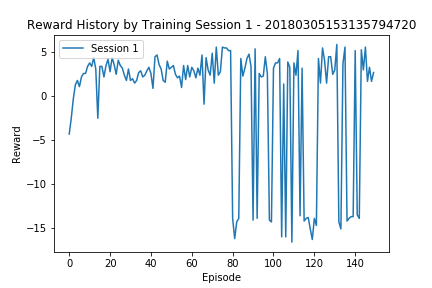 Reward History by Training Session 1 - 20180305153135794720
Session 1
5
0
−5
−10
−15
Reward
0 20 40 60 80 100 120 140
Episode